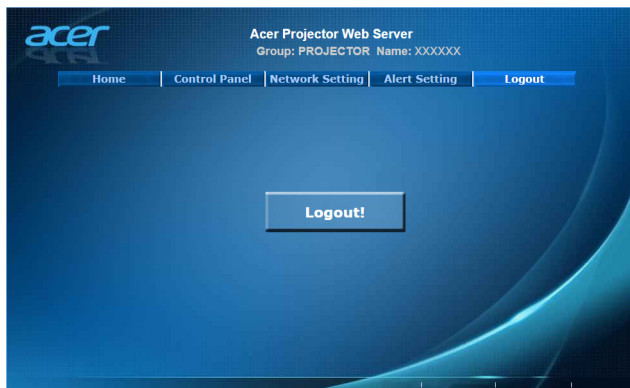 acer
Acer Projector Web Server
Group: PROJECTOR Name: XXXXXX
Home Control Panel Network Setting Alert Setting Logout
Logout!